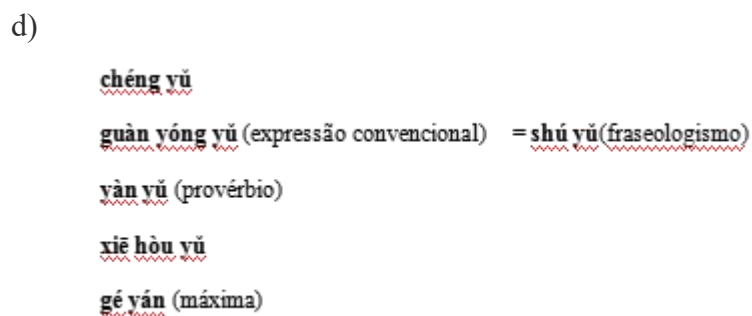 d)
chéng yǔ
guàn yóng yǔ (expressão convencional) = shú yǔ(fraseologismo)
yàn yǔ (provérbio)
xiē hòu yǔ
gé yán (máxima)